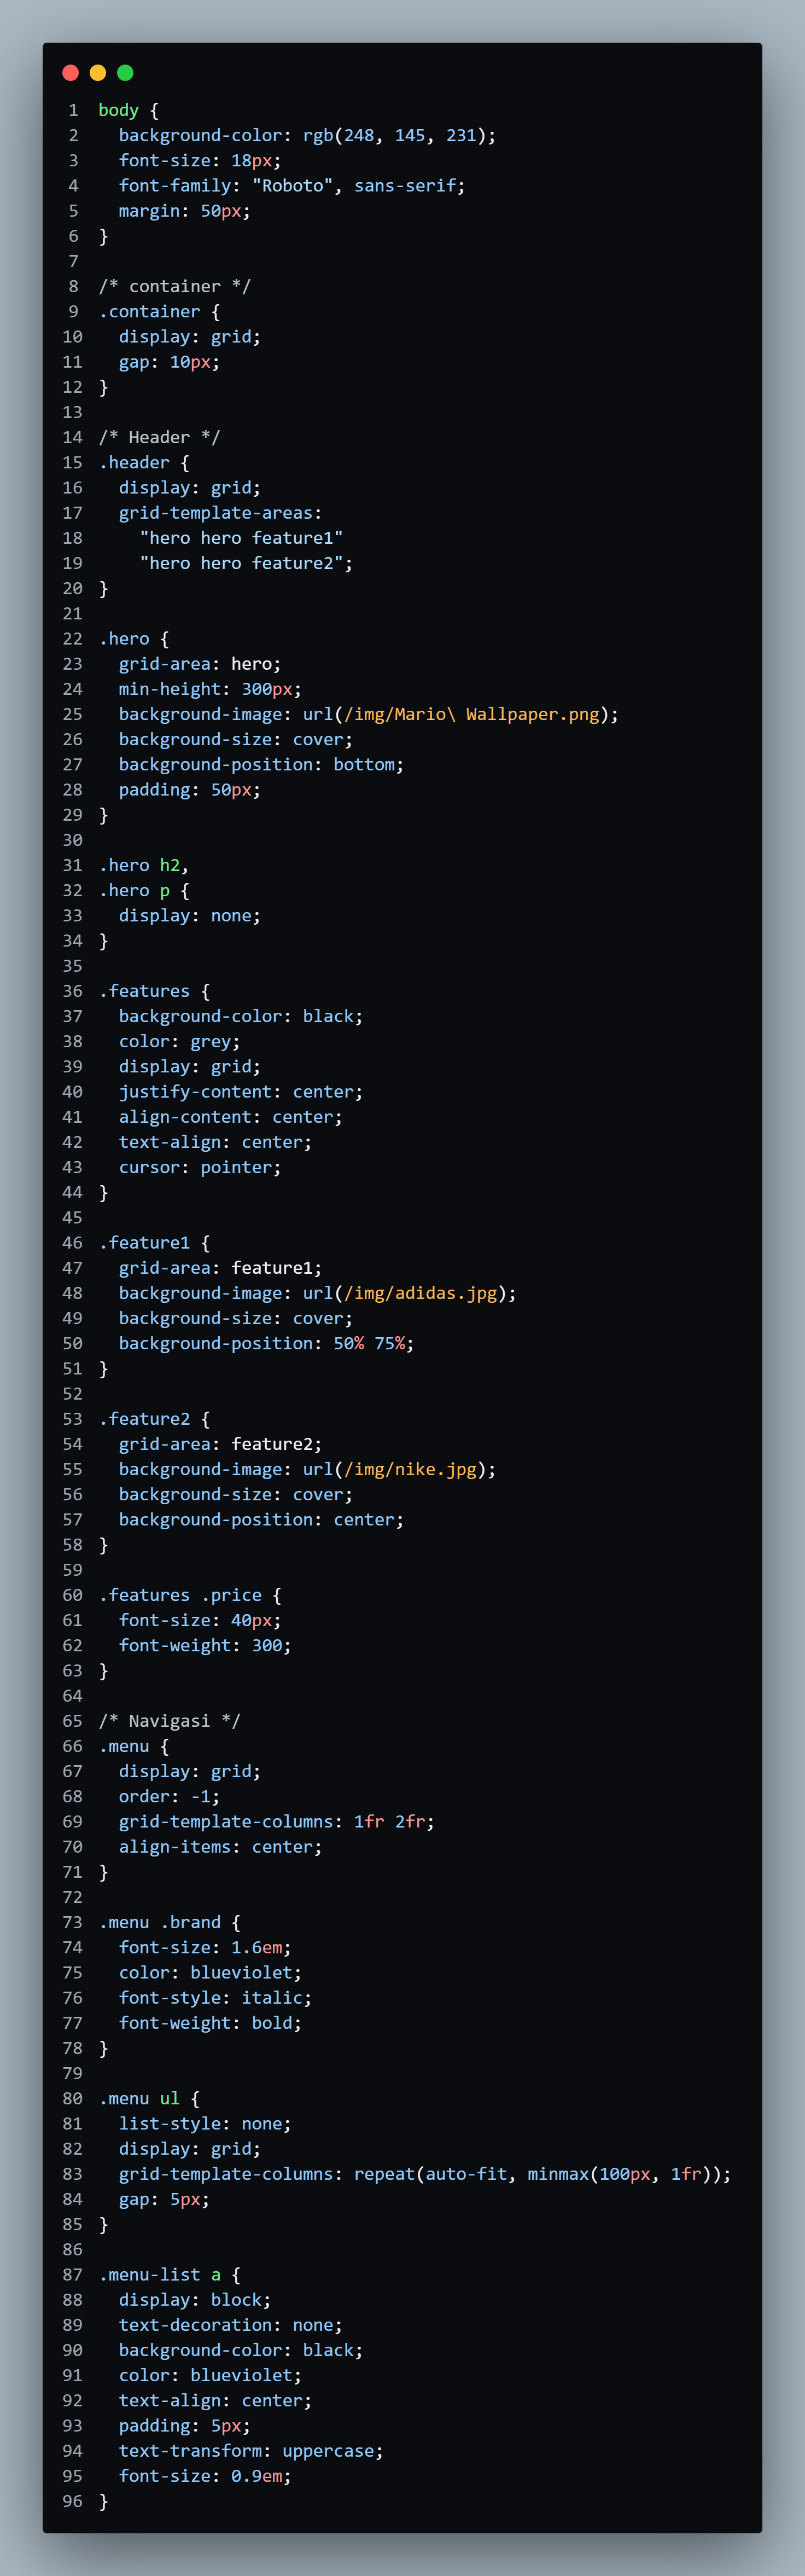 1 body {
2   background-color: rgb(248, 145, 231);
3   font-size: 18px;
4   font-family: "Roboto", sans-serif;
5   margin: 50px;
6 }
7
8 /* container */
9 .container {
10   display: grid;
11   gap: 10px;
12 }
13
14 /* Header */
15 .header {
16   display: grid;
17   grid-template-areas:
18     "hero hero feature1"
19     "hero hero feature2";
20 }
21
22 .hero {
23   grid-area: hero;
24   min-height: 300px;
25   background-image: url(/img/Mario\ Wallpaper.png);
26   background-size: cover;
27   background-position: bottom;
28   padding: 50px;
29 }
30
31 .hero h2,
32 .hero p {
33   display: none;
34 }
35
36 .features {
37   background-color: black;
38   color: grey;
39   display: grid;
40   justify-content: center;
41   align-content: center;
42   text-align: center;
43   cursor: pointer;
44 }
45
46 .feature1 {
47   grid-area: feature1;
48   background-image: url(/img/adidas.jpg);
49   background-size: cover;
50   background-position: 50% 75%;
51 }
52
53 .feature2 {
54   grid-area: feature2;
55   background-image: url(/img/nike.jpg);
56   background-size: cover;
57   background-position: center;
58 }
59
60 .features .price {
61   font-size: 40px;
62   font-weight: 300;
63 }
64
65 /* Navigasi */
66 .menu {
67   display: grid;
68   order: -1;
69   grid-template-columns: 1fr 2fr;
70   align-items: center;
71 }
72
73 .menu .brand {
74   font-size: 1.6em;
75   color: blueviolet;
76   font-style: italic;
77   font-weight: bold;
78 }
79
80 .menu ul {
81   list-style: none;
82   display: grid;
83   grid-template-columns: repeat(auto-fit, minmax(100px, 1fr));
84   gap: 5px;
85 }
86
87 .menu-list a {
88   display: block;
89   text-decoration: none;
90   background-color: black;
91   color: blueviolet;
92   text-align: center;
93   padding: 5px;
94   text-transform: uppercase;
95   font-size: 0.9em;
96 }